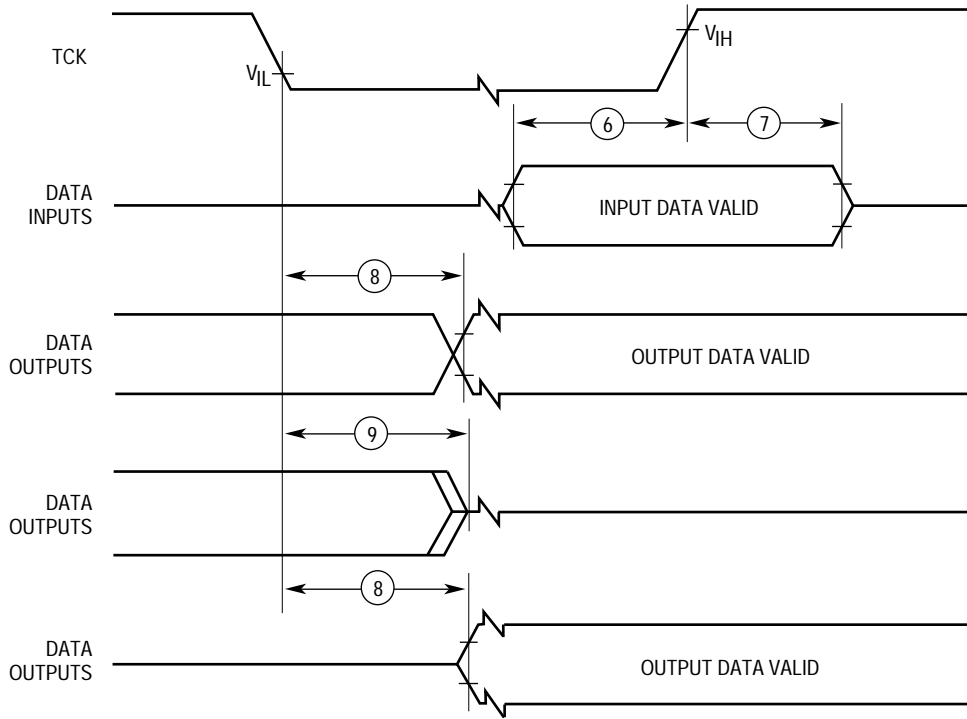 TCK
VIL
VIH
6
7
DATA
INPUTS
INPUT DATA VALID
8
DATA
OUTPUTS
OUTPUT DATA VALID
9
DATA
OUTPUTS
8
DATA
OUTPUTS
OUTPUT DATA VALID